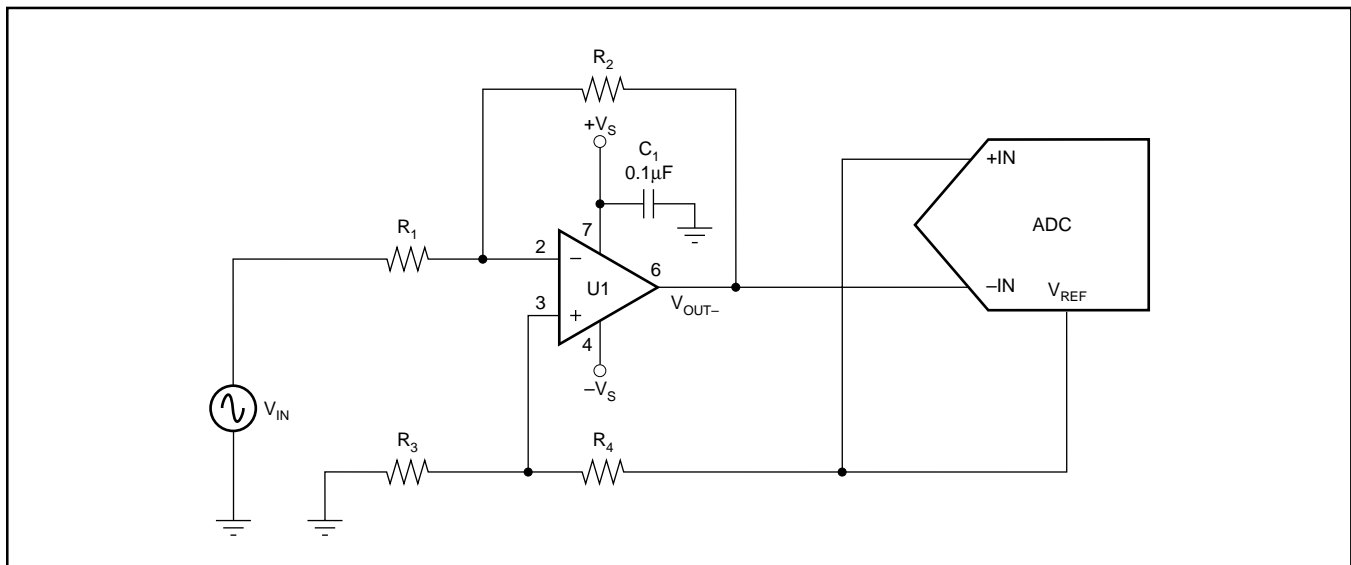 R2
+VS
C1
0.1μF
+IN
ADC
R1
7
2
−
6
U1
−IN
VREF
3
+
VOUT−
4
−VS
VIN
R3
R4